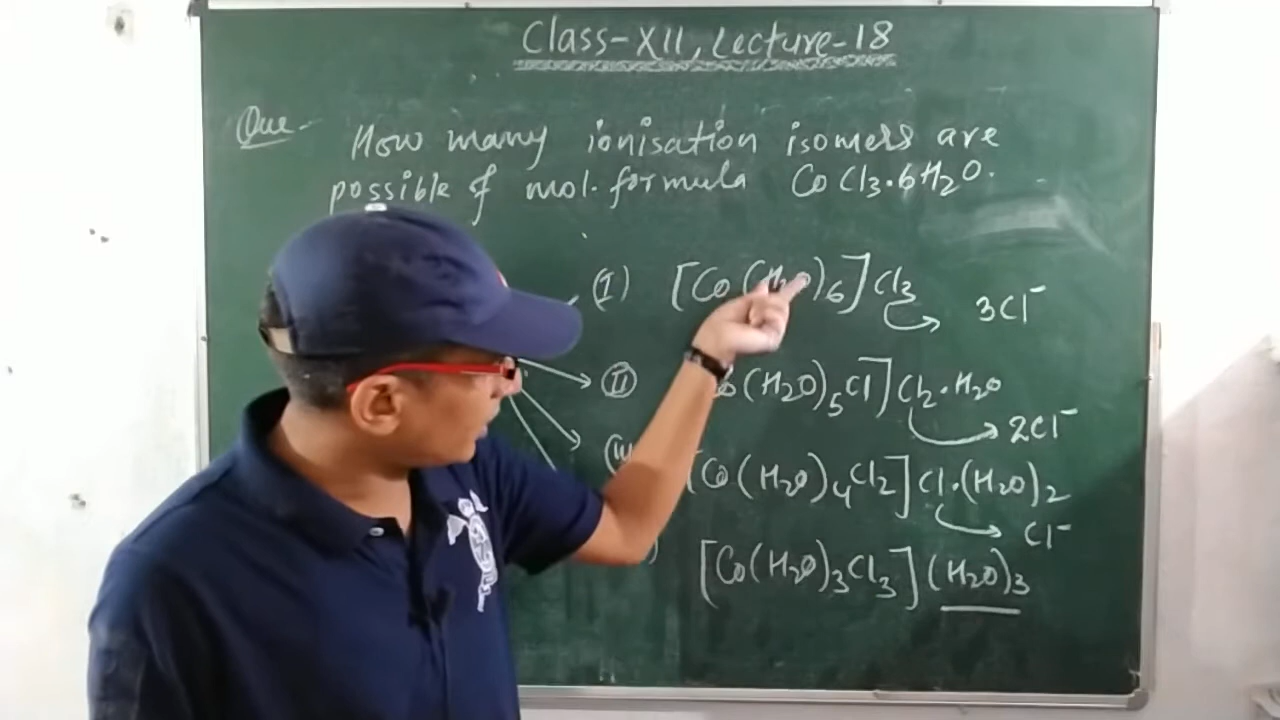 Class-XII, Lecture-18
Que- How many ionisation isomers are
possible of mol. formula CoCl3.6H2O.
(I) [Co(H2O)6]Cl3
3Cl⁻
(II) Co(H2O)5Cl]Cl2.H2O
2Cl⁻
[Co(H2O)4Cl2]Cl.(H2O)2
Cl⁻
[Co(H2O)3Cl3](H2O)3